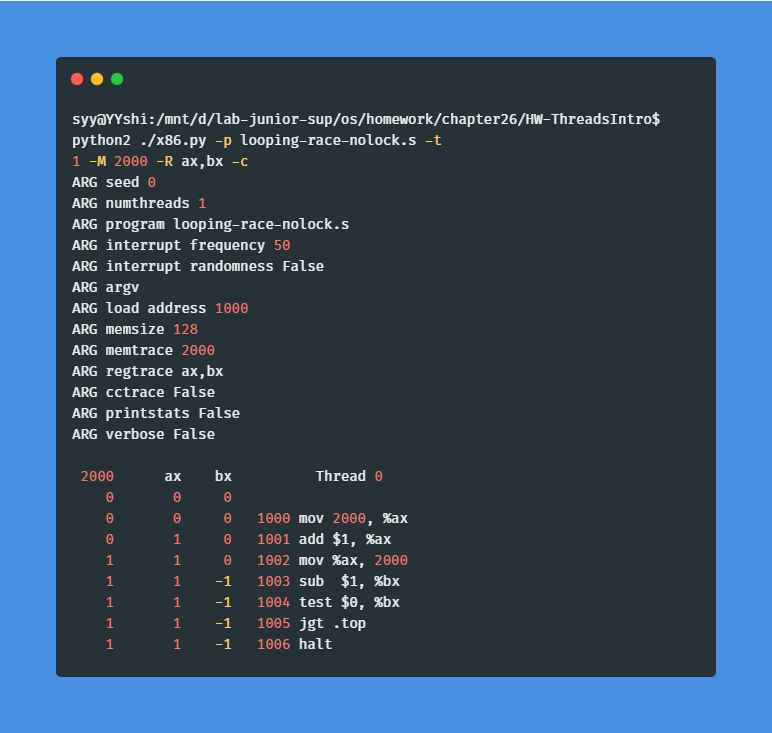 syy@YYshi:/mnt/d/lab-junior-sup/os/homework/chapter26/HW-ThreadsIntro$
python2 ./x86.py -p looping-race-nolock.s -t
1 -M 2000 -R ax,bx -c
ARG seed 0
ARG numthreads 1
ARG program looping-race-nolock.s
ARG interrupt frequency 50
ARG interrupt randomness False
ARG argv
ARG load address 1000
ARG memsize 128
ARG memtrace 2000
ARG regtrace ax,bx
ARG cctrace False
ARG printstats False
ARG verbose False

 2000      ax    bx          Thread 0
    0       0     0
    0       0     0   1000 mov 2000, %ax
    0       1     0   1001 add $1, %ax
    1       1     0   1002 mov %ax, 2000
    1       1    -1   1003 sub  $1, %bx
    1       1    -1   1004 test $0, %bx
    1       1    -1   1005 jgt .top
    1       1    -1   1006 halt